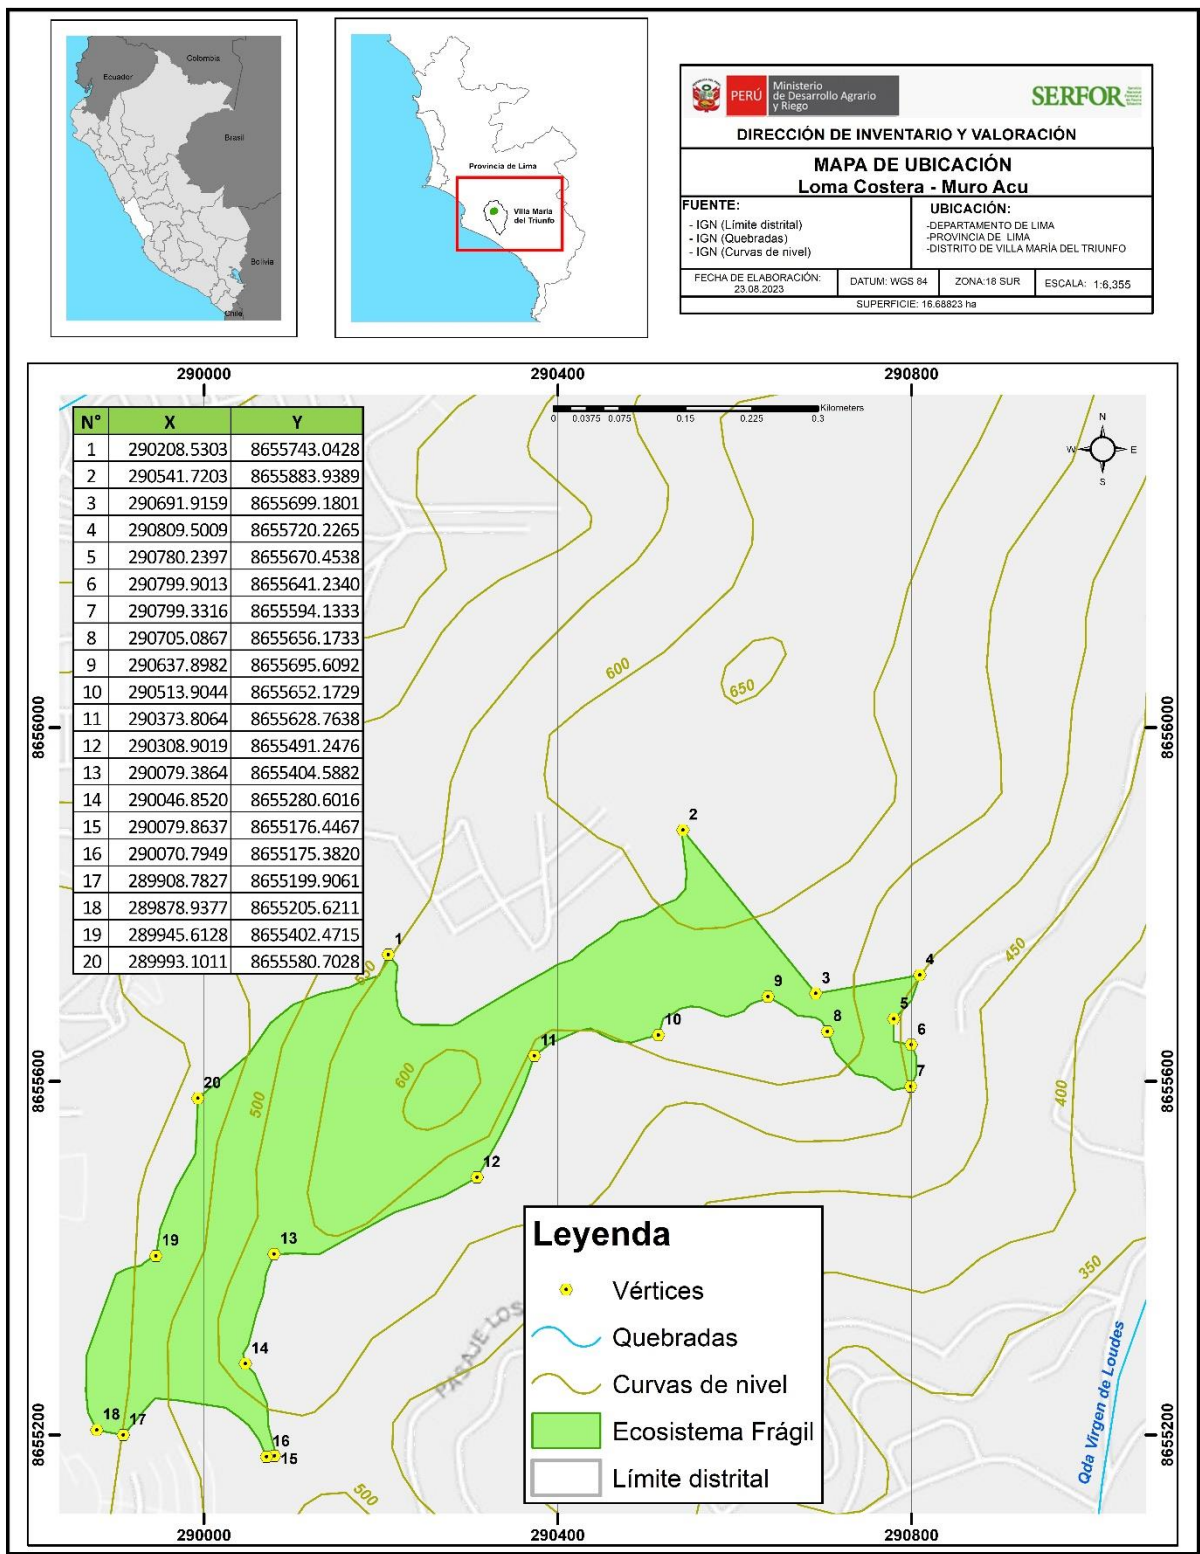 Colombia
Ecuador
Brasil
Bolivia
Chile
Provincia de Lima
Villa Maria
del Triunfo
PERÚ
Ministerio
de Desarrollo Agrario
y Riego
SERFOR
DIRECCIÓN DE INVENTARIO Y VALORACIÓN
MAPA DE UBICACIÓN
Loma Costera - Muro Acu
FUENTE:
- IGN (Límite distrital)
- IGN (Quebradas)
- IGN (Curvas de nivel)
UBICACIÓN:
-DEPARTAMENTO DE LIMA
-PROVINCIA DE LIMA
-DISTRITO DE VILLA MARÍA DEL TRIUNFO
FECHA DE ELABORACIÓN:
23.08.2023
DATUM: WGS 84
ZONA:18 SUR
ESCALA: 1:6,355
SUPERFICIE: 16.68823 ha
290000 290400 290800
N° X Y
1 290208.5303 8655743.0428
2 290541.7203 8655883.9389
3 290691.9159 8655699.1801
4 290809.5009 8655720.2265
5 290780.2397 8655670.4538
6 290799.9013 8655641.2340
7 290799.3316 8655594.1333
8 290705.0867 8655656.1733
9 290637.8982 8655695.6092
10 290513.9044 8655652.1729
11 290373.8064 8655628.7638
12 290308.9019 8655491.2476
13 290079.3864 8655404.5882
14 290046.8520 8655280.6016
15 290079.8637 8655176.4467
16 290070.7949 8655175.3820
17 289908.7827 8655199.9061
18 289878.9377 8655205.6211
19 289945.6128 8655402.4715
20 289993.1011 8655580.7028
Kilometers
0 0.0375 0.075 0.15 0.225 0.3
N
W E
S
600
650
8656000 8656000
2
1
650
450
4
3
9
5
10
8
6
11
7
600
20
500
400
8655600 8655600
12
19
13
350
14
PASAJE LOS
18
17
16
15
500
Qda Virgen de Loudes
8655200 8655200
Leyenda
Vértices
Quebradas
Curvas de nivel
Ecosistema Frágil
Límite distrital
290000 290400 290800